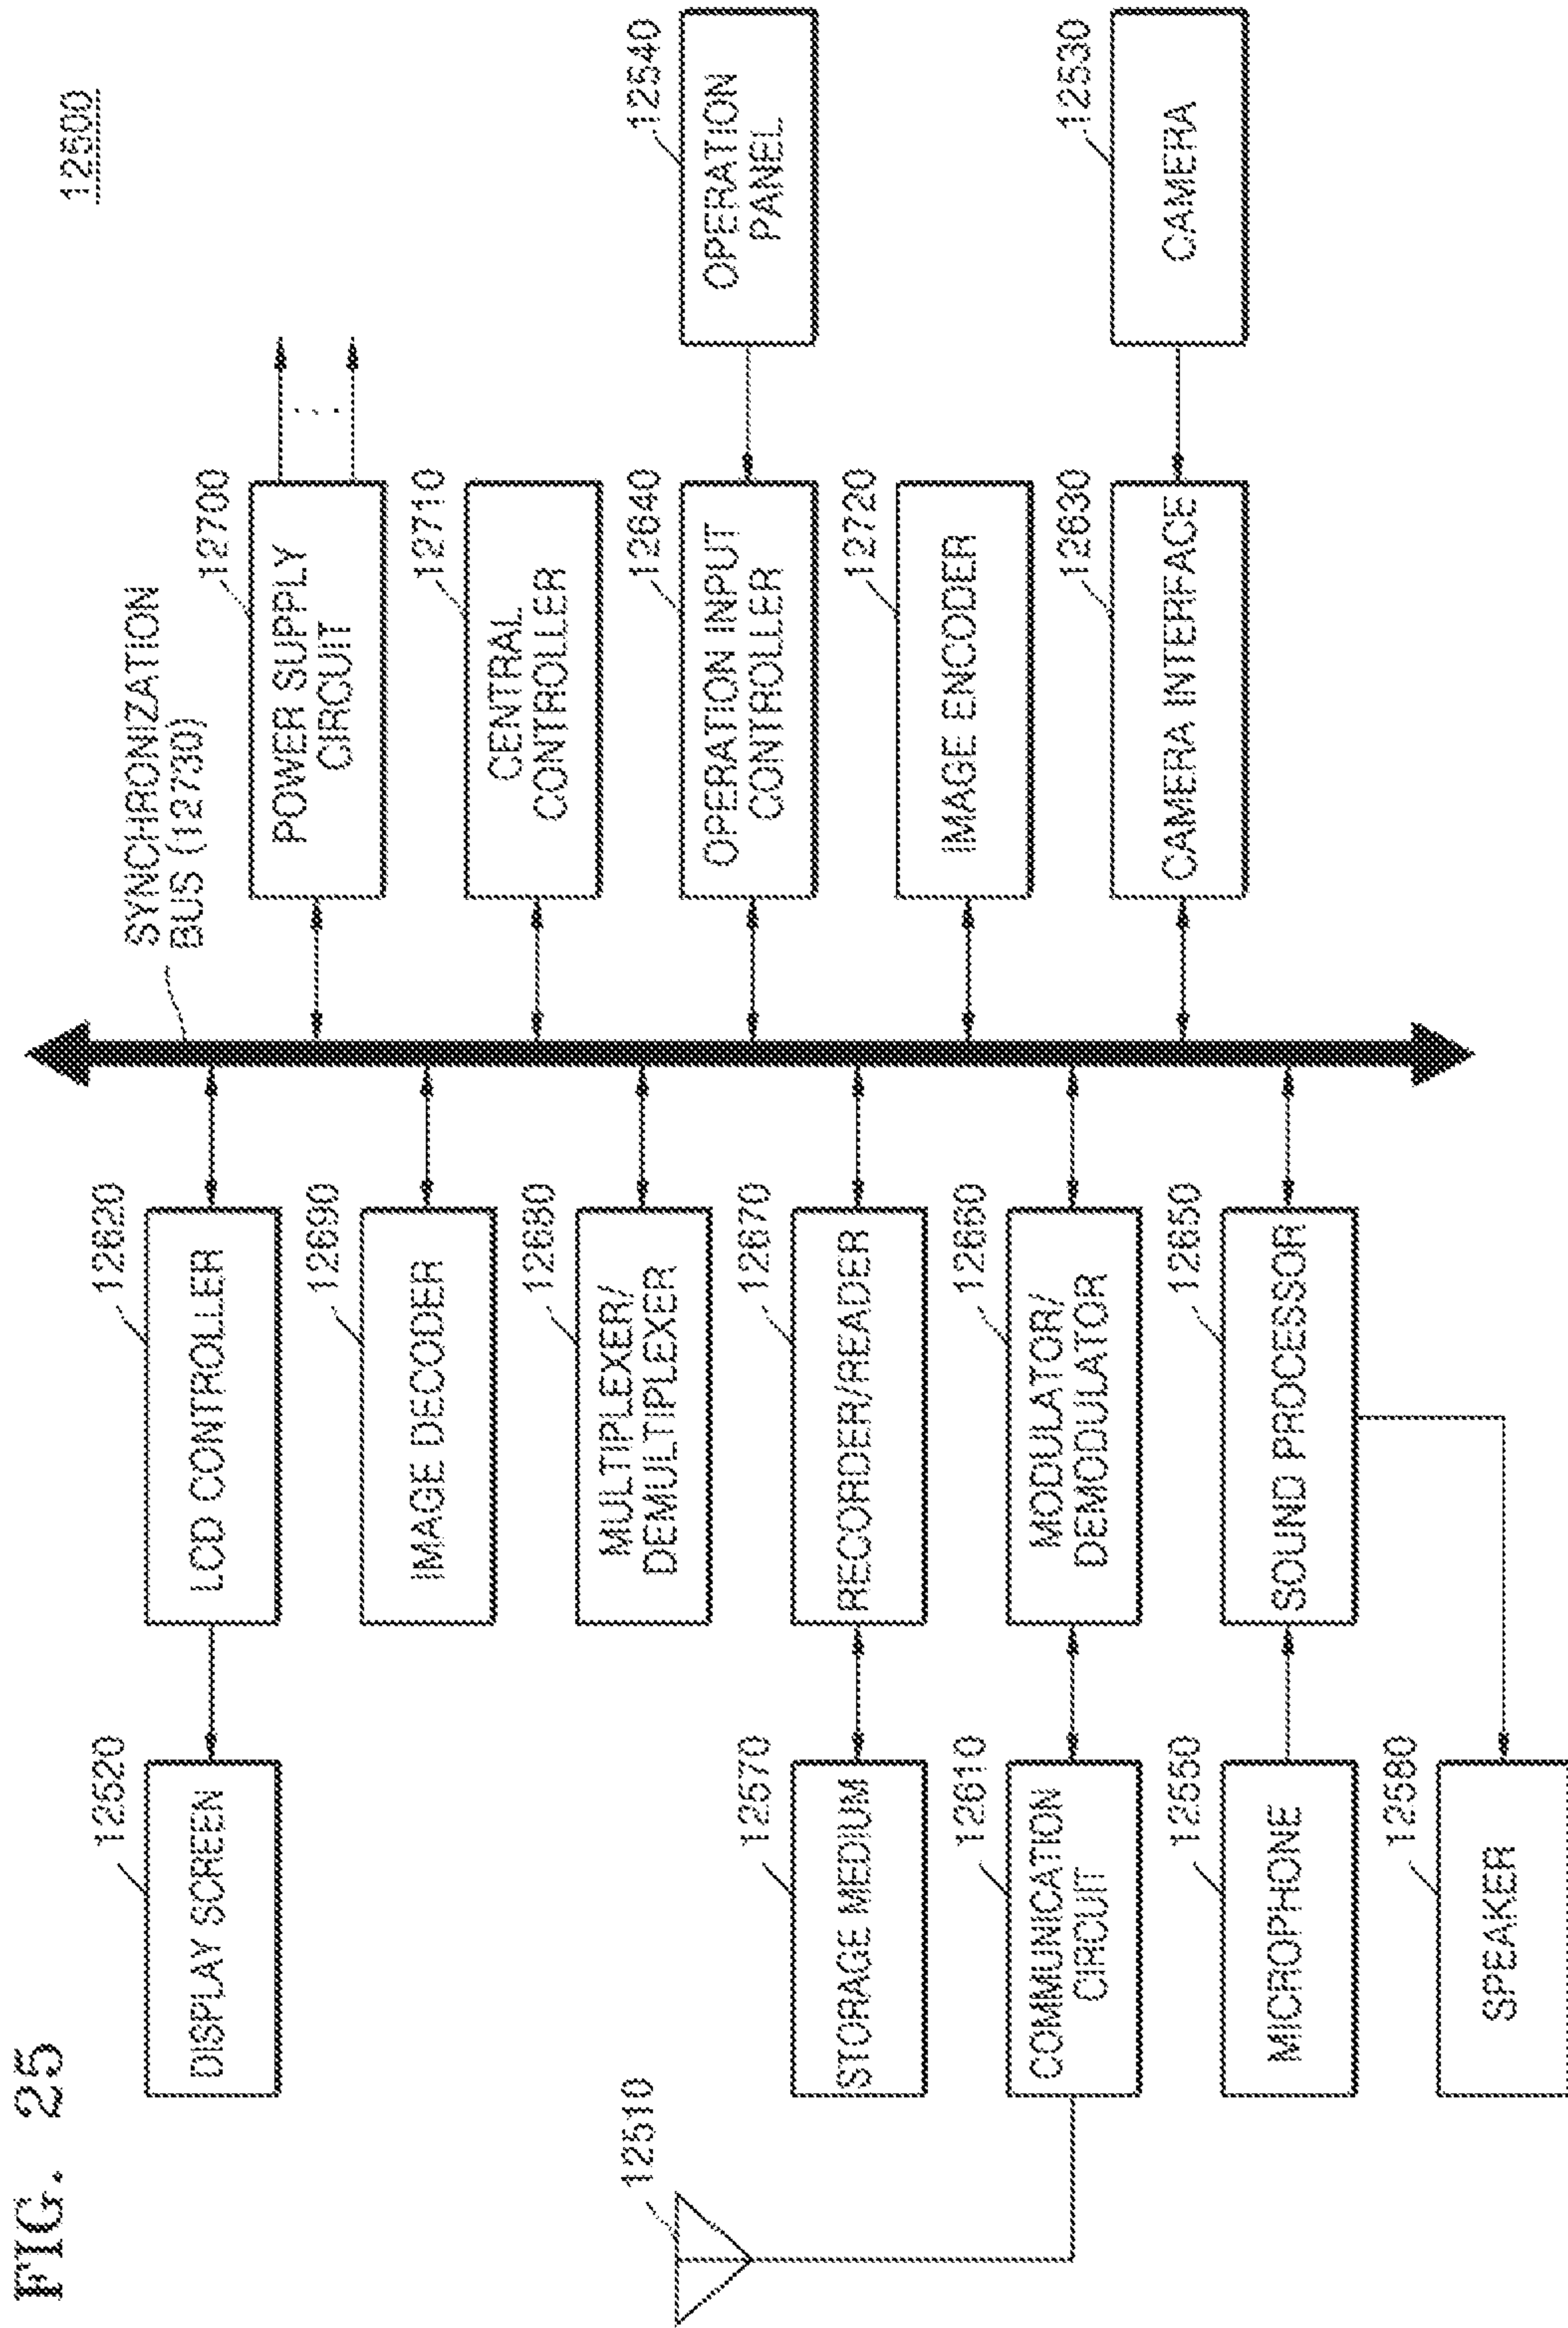 FIG. 25
12500
SYNCHRONIZATION
BUS (12730)
12520
DISPLAY SCREEN
12620
LCD CONTROLLER
12700
POWER SUPPLY
CIRCUIT
12690
IMAGE DECODER
12710
CENTRAL
CONTROLLER
12680
MULTIPLEXER/
DEMULTIPLEXER
12640
OPERATION INPUT
CONTROLLER
12540
OPERATION
PANEL
12510
12570
STORAGE MEDIUM
12670
RECORDER/READER
12720
IMAGE ENCODER
12610
COMMUNICATION
CIRCUIT
12660
MODULATOR/
DEMODULATOR
12630
CAMERA INTERFACE
12530
CAMERA
12550
MICROPHONE
12650
SOUND PROCESSOR
12580
SPEAKER